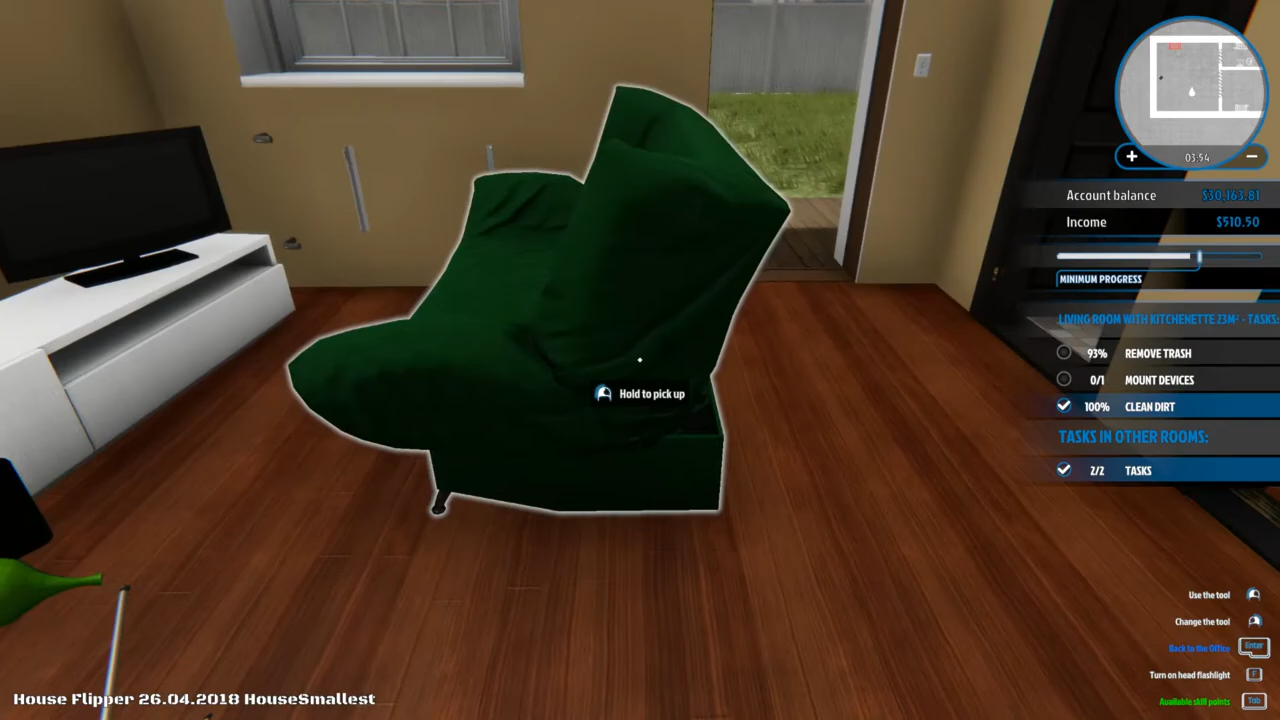 03:54
Account balance $30,163.81
Income $510.50
MINIMUM PROGRESS
LIVING ROOM WITH KITCHENETTE 23M² - TASKS:
93% REMOVE TRASH
0/1 MOUNT DEVICES
100% CLEAN DIRT
TASKS IN OTHER ROOMS:
2/2 TASKS
Hold to pick up
Use the tool
Change the tool
Back to the Office Enter
Turn on head flashlight F
Available skill points Tab
House Flipper 26.04.2018 HouseSmallest